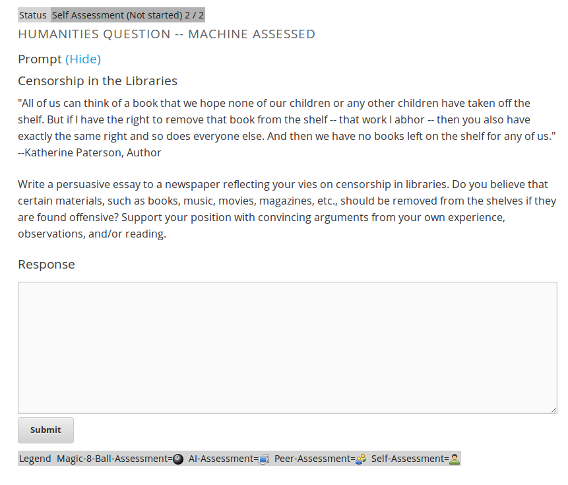 Status Self Assessment (Not started) 2 / 2
HUMANITIES QUESTION -- MACHINE ASSESSED
Prompt (Hide)
Censorship in the Libraries
"All of us can think of a book that we hope none of our children or any other children have taken off the
shelf. But if I have the right to remove that book from the shelf -- that work I abhor -- then you also have
exactly the same right and so does everyone else. And then we have no books left on the shelf for any of us."
--Katherine Paterson, Author
Write a persuasive essay to a newspaper reflecting your vies on censorship in libraries. Do you believe that
certain materials, such as books, music, movies, magazines, etc., should be removed from the shelves if they
are found offensive? Support your position with convincing arguments from your own experience,
observations, and/or reading.
Response
Submit
Legend Magic-8-Ball-Assessment= AI-Assessment= Peer-Assessment= Self-Assessment=